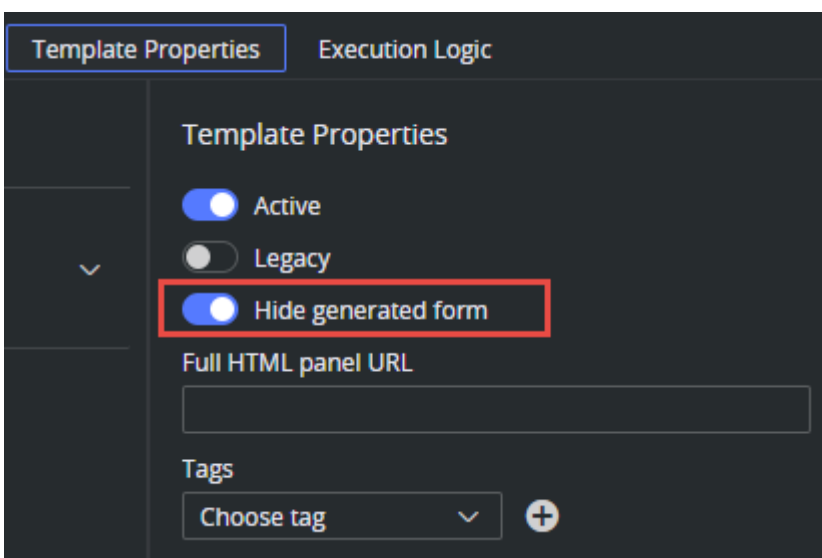 Template Properties
Execution Logic
Template Properties
Active
Legacy
Hide generated form
Full HTML panel URL
Tags
Choose tag